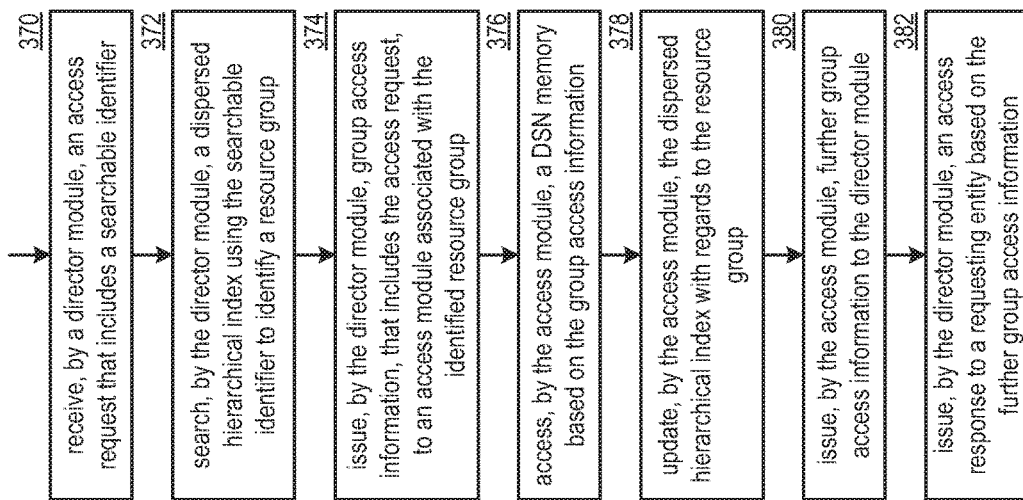 370
receive, by a director module, an access
request that includes a searchable identifier
372
search, by the director module, a dispersed
hierarchical index using the searchable
identifier to identify a resource group
374
issue, by the director module, group access
information, that includes the access request,
to an access module associated with the
identified resource group
376
access, by the access module, a DSN memory
based on the group access information
378
update, by the access module, the dispersed
hierarchical index with regards to the resource
group
380
issue, by the access module, further group
access information to the director module
382
issue, by the director module, an access
response to a requesting entity based on the
further group access information